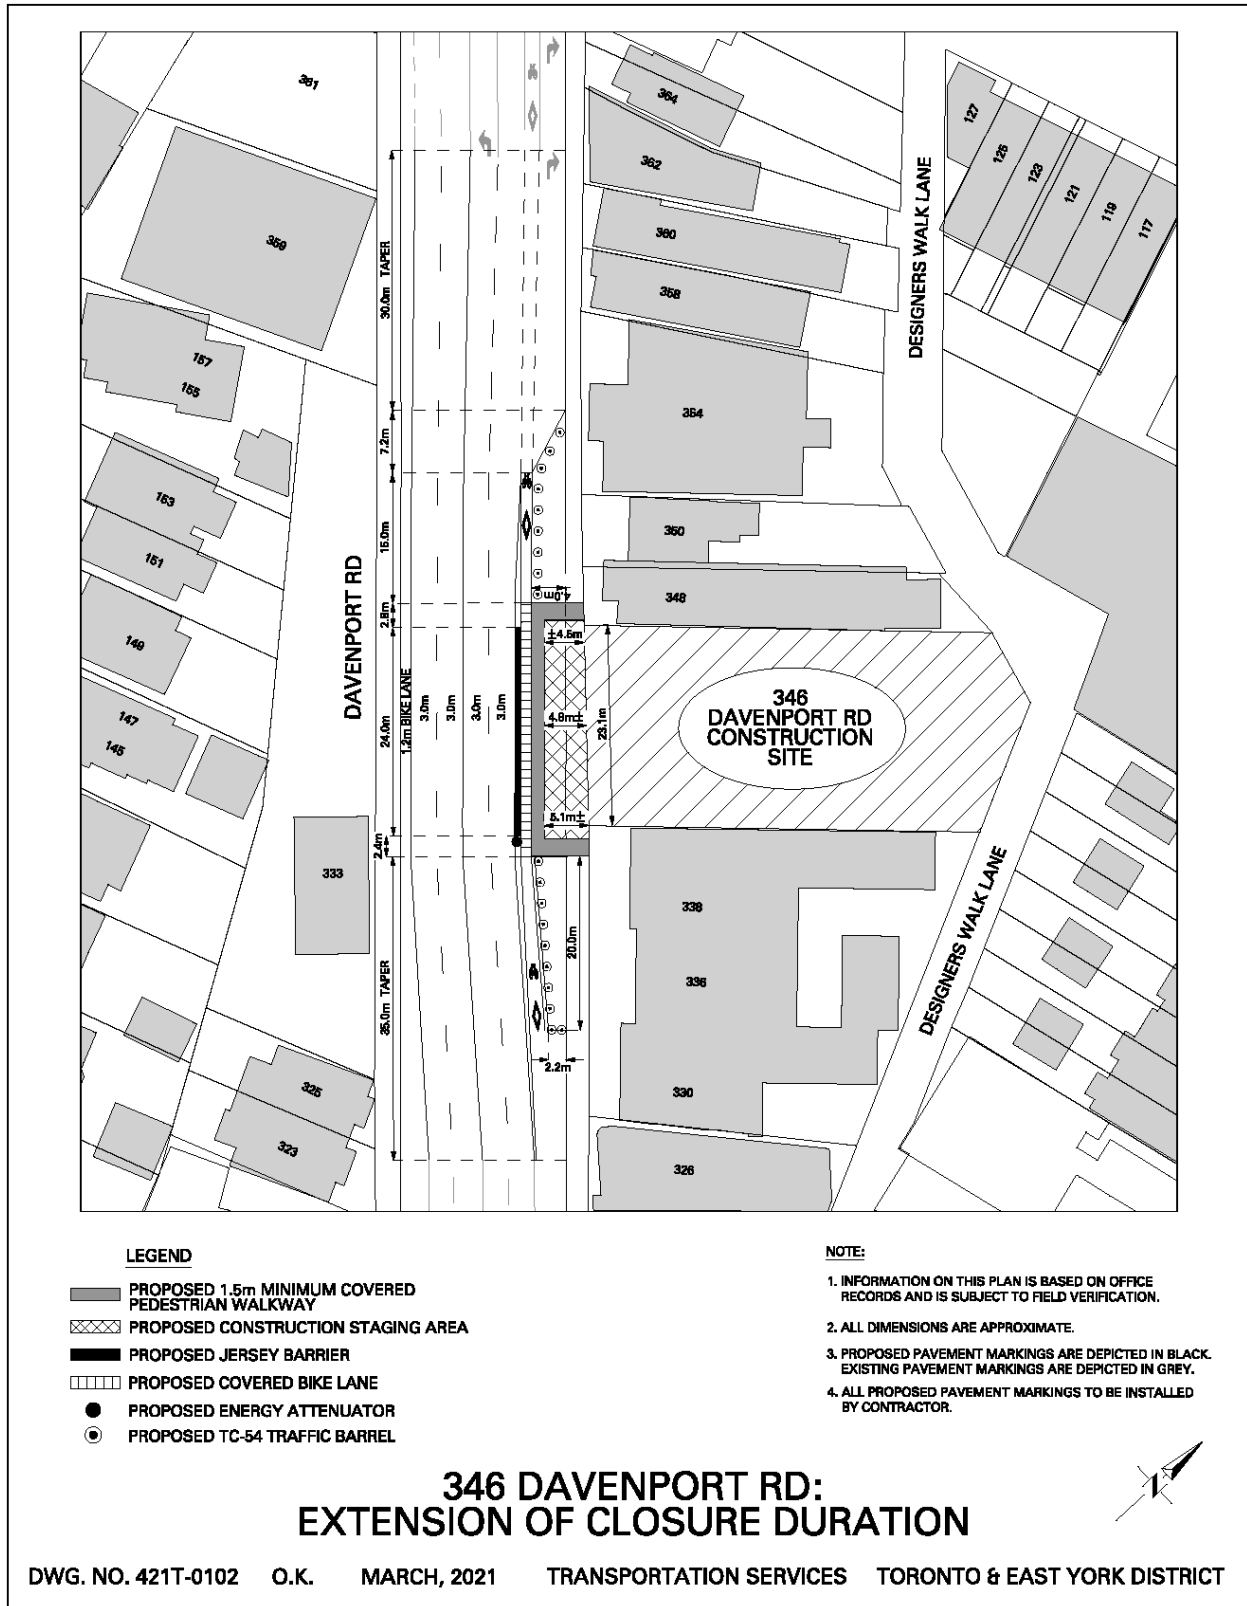 361
364
127
125
123
121
119
117
362
359
360
358
DESIGNERS WALK LANE
30.0m TAPER
157
155
364
7.2m
153
151
15.0m
350
348
DAVENPORT RD
4.0m
2.8m
±4.5m
149
147
145
24.0m
1.2m BIKE LANE
3.0m
3.0m
3.0m
3.0m
4.8m±
23.1m
346
DAVENPORT RD
CONSTRUCTION
SITE
5.1m±
2.4m
333
338
336
330
20.0m
DESIGNERS WALK LANE
35.0m TAPER
2.2m
325
323
326
LEGEND
PROPOSED 1.5m MINIMUM COVERED
PEDESTRIAN WALKWAY
PROPOSED CONSTRUCTION STAGING AREA
PROPOSED JERSEY BARRIER
PROPOSED COVERED BIKE LANE
PROPOSED ENERGY ATTENUATOR
PROPOSED TC-54 TRAFFIC BARREL
NOTE:
1. INFORMATION ON THIS PLAN IS BASED ON OFFICE
RECORDS AND IS SUBJECT TO FIELD VERIFICATION.
2. ALL DIMENSIONS ARE APPROXIMATE.
3. PROPOSED PAVEMENT MARKINGS ARE DEPICTED IN BLACK.
EXISTING PAVEMENT MARKINGS ARE DEPICTED IN GREY.
4. ALL PROPOSED PAVEMENT MARKINGS TO BE INSTALLED
BY CONTRACTOR.
N
346 DAVENPORT RD:
EXTENSION OF CLOSURE DURATION
DWG. NO. 421T-0102 O.K. MARCH, 2021 TRANSPORTATION SERVICES TORONTO & EAST YORK DISTRICT